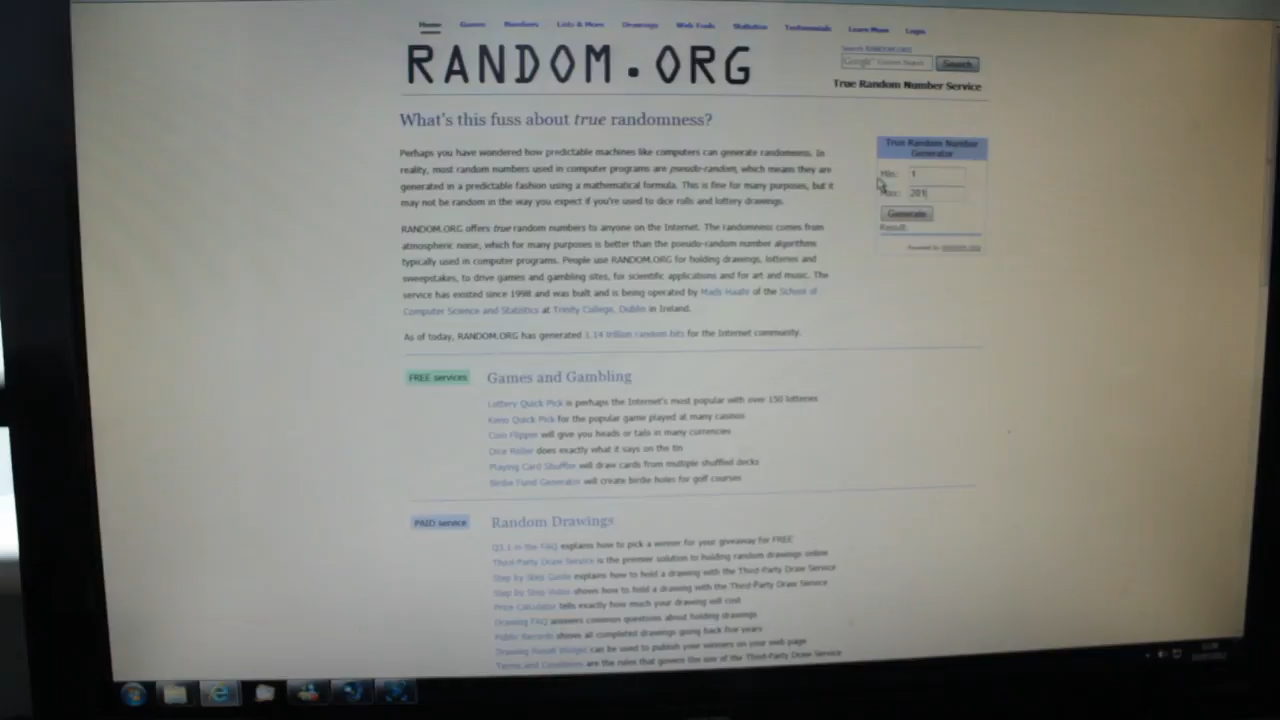 Home Games Numbers Lists & More Drawings Web Tools Statistics Testimonials Learn More Login
RANDOM.ORG
Search RANDOM.ORG
Google™ Custom Search Search
True Random Number Service
What's this fuss about true randomness?
Perhaps you have wondered how predictable machines like computers can generate randomness. In
reality, most random numbers used in computer programs are pseudo-random, which means they are
generated in a predictable fashion using a mathematical formula. This is fine for many purposes, but it
may not be random in the way you expect if you're used to dice rolls and lottery drawings.
RANDOM.ORG offers true random numbers to anyone on the Internet. The randomness comes from
atmospheric noise, which for many purposes is better than the pseudo-random number algorithms
typically used in computer programs. People use RANDOM.ORG for holding drawings, lotteries and
sweepstakes, to drive games and gambling sites, for scientific applications and for art and music. The
service has existed since 1998 and was built and is being operated by Mads Haahr of the School of
Computer Science and Statistics at Trinity College, Dublin in Ireland.
As of today, RANDOM.ORG has generated 1.14 trillion random bits for the Internet community.
True Random Number
Generator
Min: 1
Max: 201
Generate
Result:
Powered by RANDOM.ORG
FREE services
Games and Gambling
Lottery Quick Pick is perhaps the Internet's most popular with over 150 lotteries
Keno Quick Pick for the popular game played at many casinos
Coin Flipper will give you heads or tails in many currencies
Dice Roller does exactly what it says on the tin
Playing Card Shuffler will draw cards from multiple shuffled decks
Birdie Fund Generator will create birdie holes for golf courses
PAID service
Random Drawings
Q3.1 in the FAQ explains how to pick a winner for your giveaway for FREE
Third-Party Draw Service is the premier solution to holding random drawings online
Step by Step Guide explains how to hold a drawing with the Third-Party Draw Service
Step by Step Video shows how to hold a drawing with the Third-Party Draw Service
Price Calculator tells exactly how much your drawing will cost
Drawing FAQ answers common questions about holding drawings
Public Records shows all completed drawings going back five years
Drawing Result Widget can be used to publish your winners on your web page
Terms and Conditions are the rules that govern the use of the Third-Party Draw Service